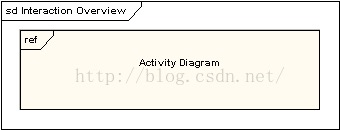 sd Interaction Overview
ref
Activity Diagram
http://blog.csdn.net/